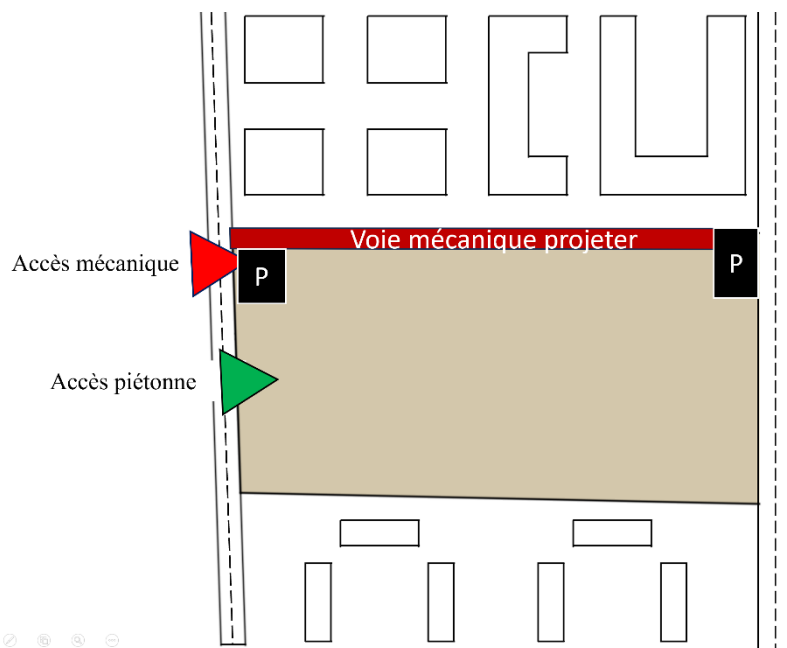 Voie mécanique projeter
Accès mécanique
P
P
Accès piétonne